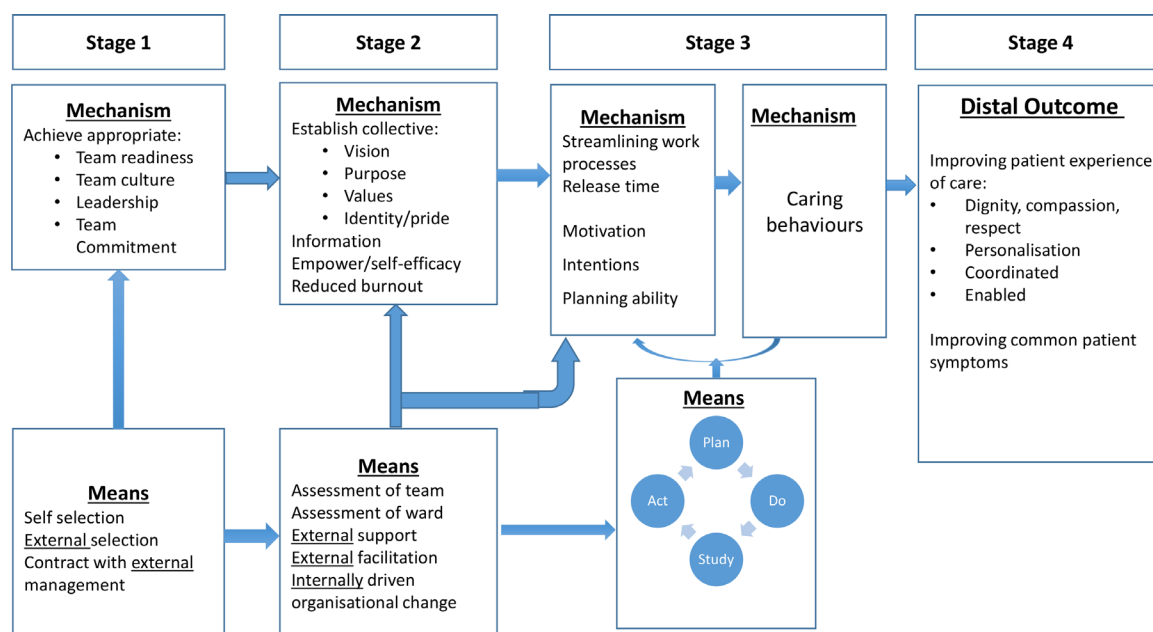 Stage 1
Stage 2
Stage 3
Stage 4
Mechanism
Achieve appropriate:
• Team readiness
• Team culture
• Leadership
• Team
Commitment
Mechanism
Establish collective:
• Vision
• Purpose
• Values
• Identity/pride
Information
Empower/self-efficacy
Reduced burnout
Mechanism
Streamlining work
processes
Release time
Motivation
Intentions
Planning ability
Mechanism
Caring
behaviours
Distal Outcome
Improving patient experience
of care:
• Dignity, compassion,
respect
• Personalisation
• Coordinated
• Enabled
Improving common patient
symptoms
Means
Self selection
External selection
Contract with external
management
Means
Assessment of team
Assessment of ward
External support
External facilitation
Internally driven
organisational change
Means
Plan
Do
Study
Act